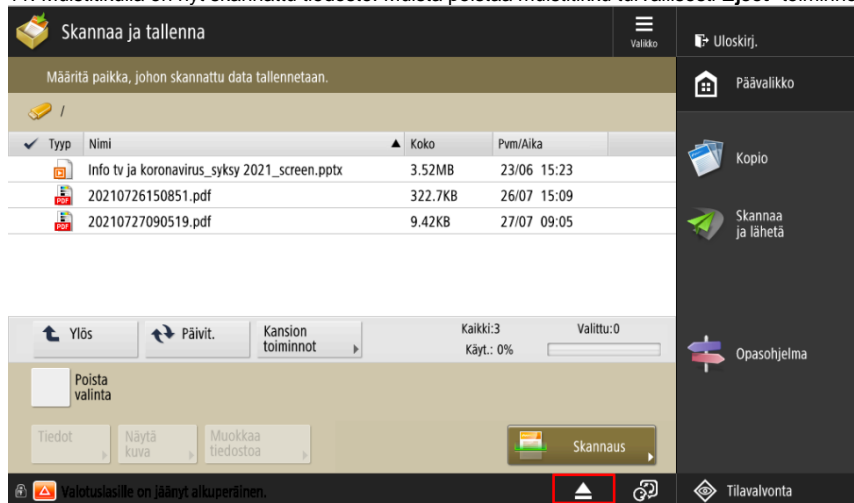 Skannaa ja tallenna
Valikko
Uloskirj.
Määritä paikka, johon skannattu data tallennetaan.
Päävalikko
/
Tyyp Nimi ▲ Koko Pvm/Aika
Info tv ja koronavirus_syksy 2021_screen.pptx 3.52MB 23/06 15:23
PDF 20210726150851.pdf 322.7KB 26/07 15:09
PDF 20210727090519.pdf 9.42KB 27/07 09:05
Kopio
Skannaa
ja lähetä
Ylös
Päivit.
Kansion
toiminnot
Kaikki:3 Valittu:0
Käyt.: 0%
Opasohjelma
Poista
valinta
Tiedot
Näytä
kuva
Muokkaa
tiedostoa
Skannaus
Valotuslasille on jäänyt alkuperäinen.
Tilavalvonta